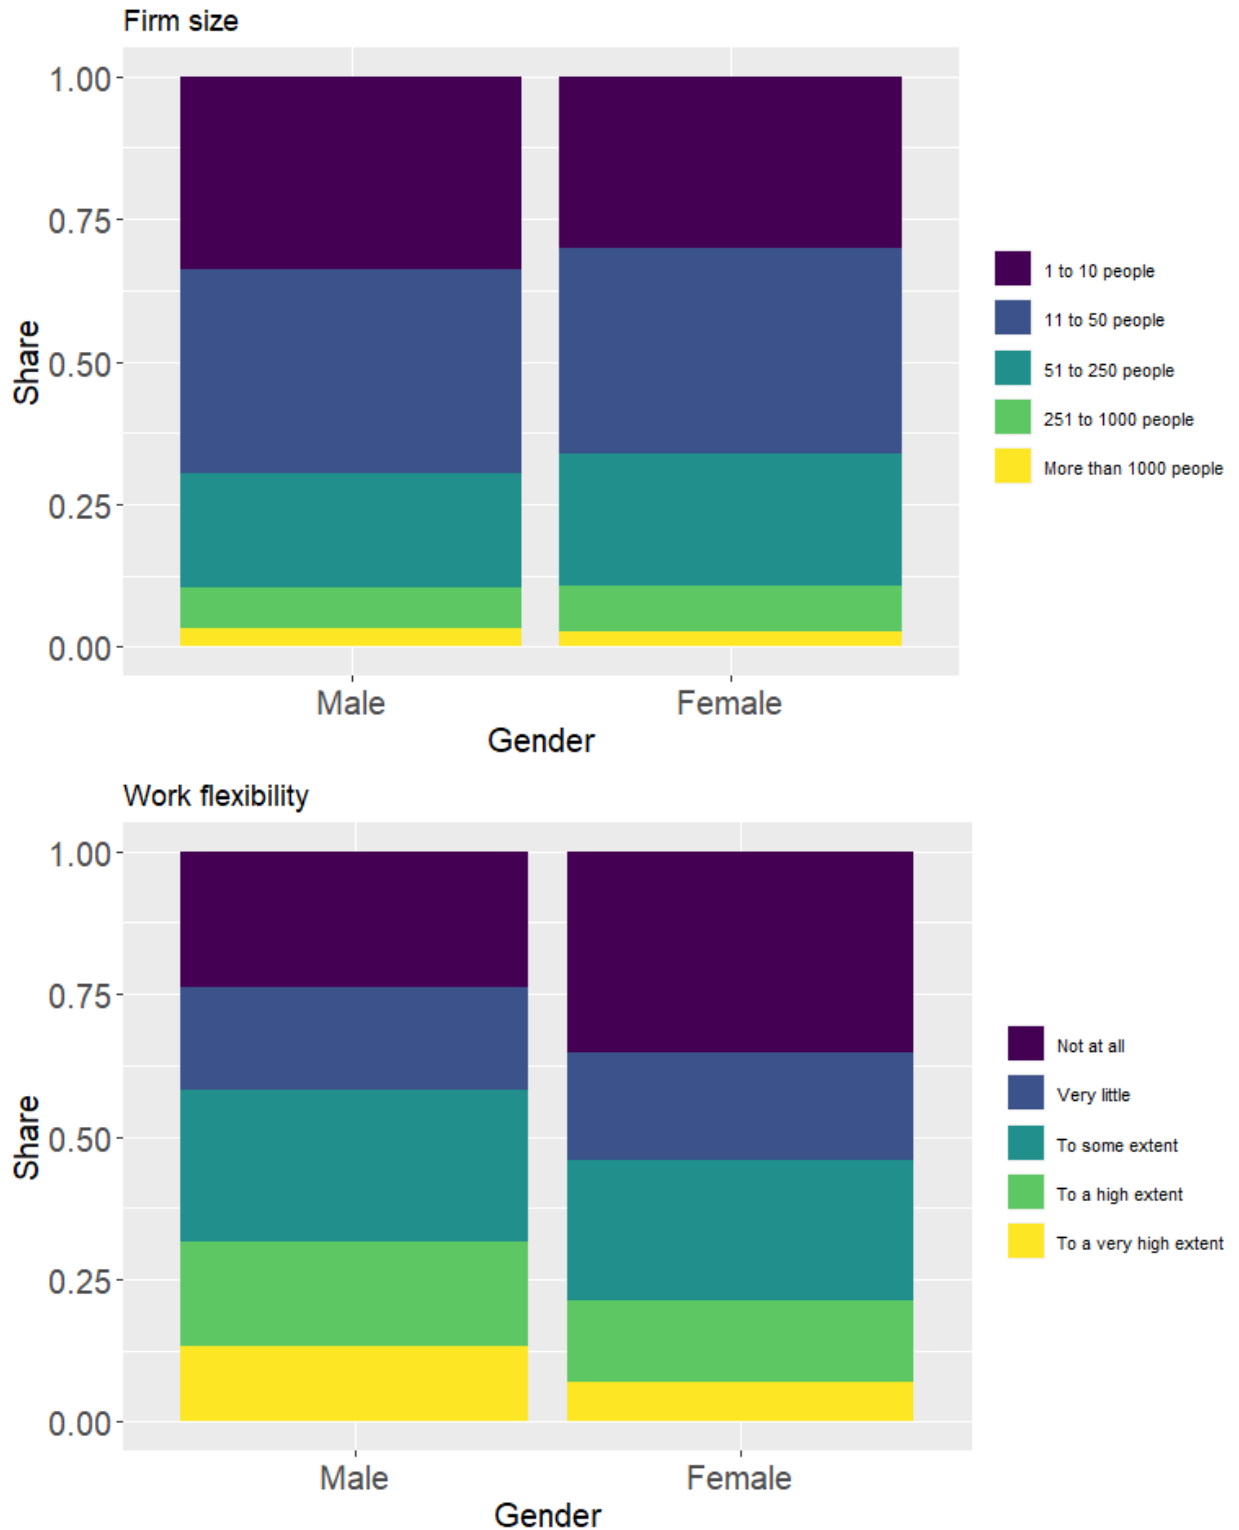 Firm size
1.00
0.75
0.50
0.25
0.00
Share
Male Female
Gender
1 to 10 people
11 to 50 people
51 to 250 people
251 to 1000 people
More than 1000 people
Work flexibility
1.00
0.75
0.50
0.25
0.00
Share
Male Female
Gender
Not at all
Very little
To some extent
To a high extent
To a very high extent